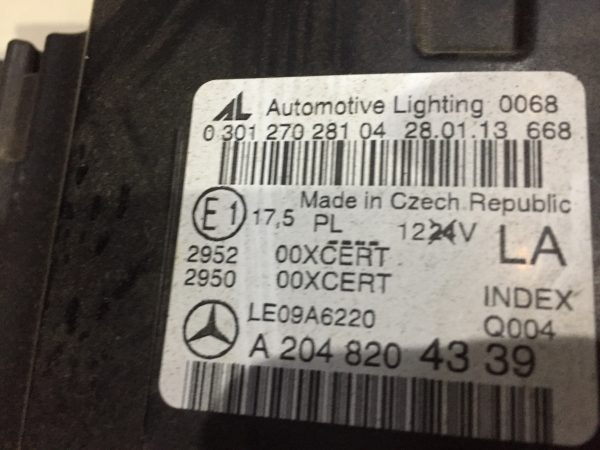 AL Automotive Lighting 0068
0 301 270 281 04 28.01.13 668
Made in Czech Republic
E1 17,5 PL 12 24V LA
2952 00XCERT
2950 00XCERT
LE09A6220 INDEX
Q004
A 204 820 43 39